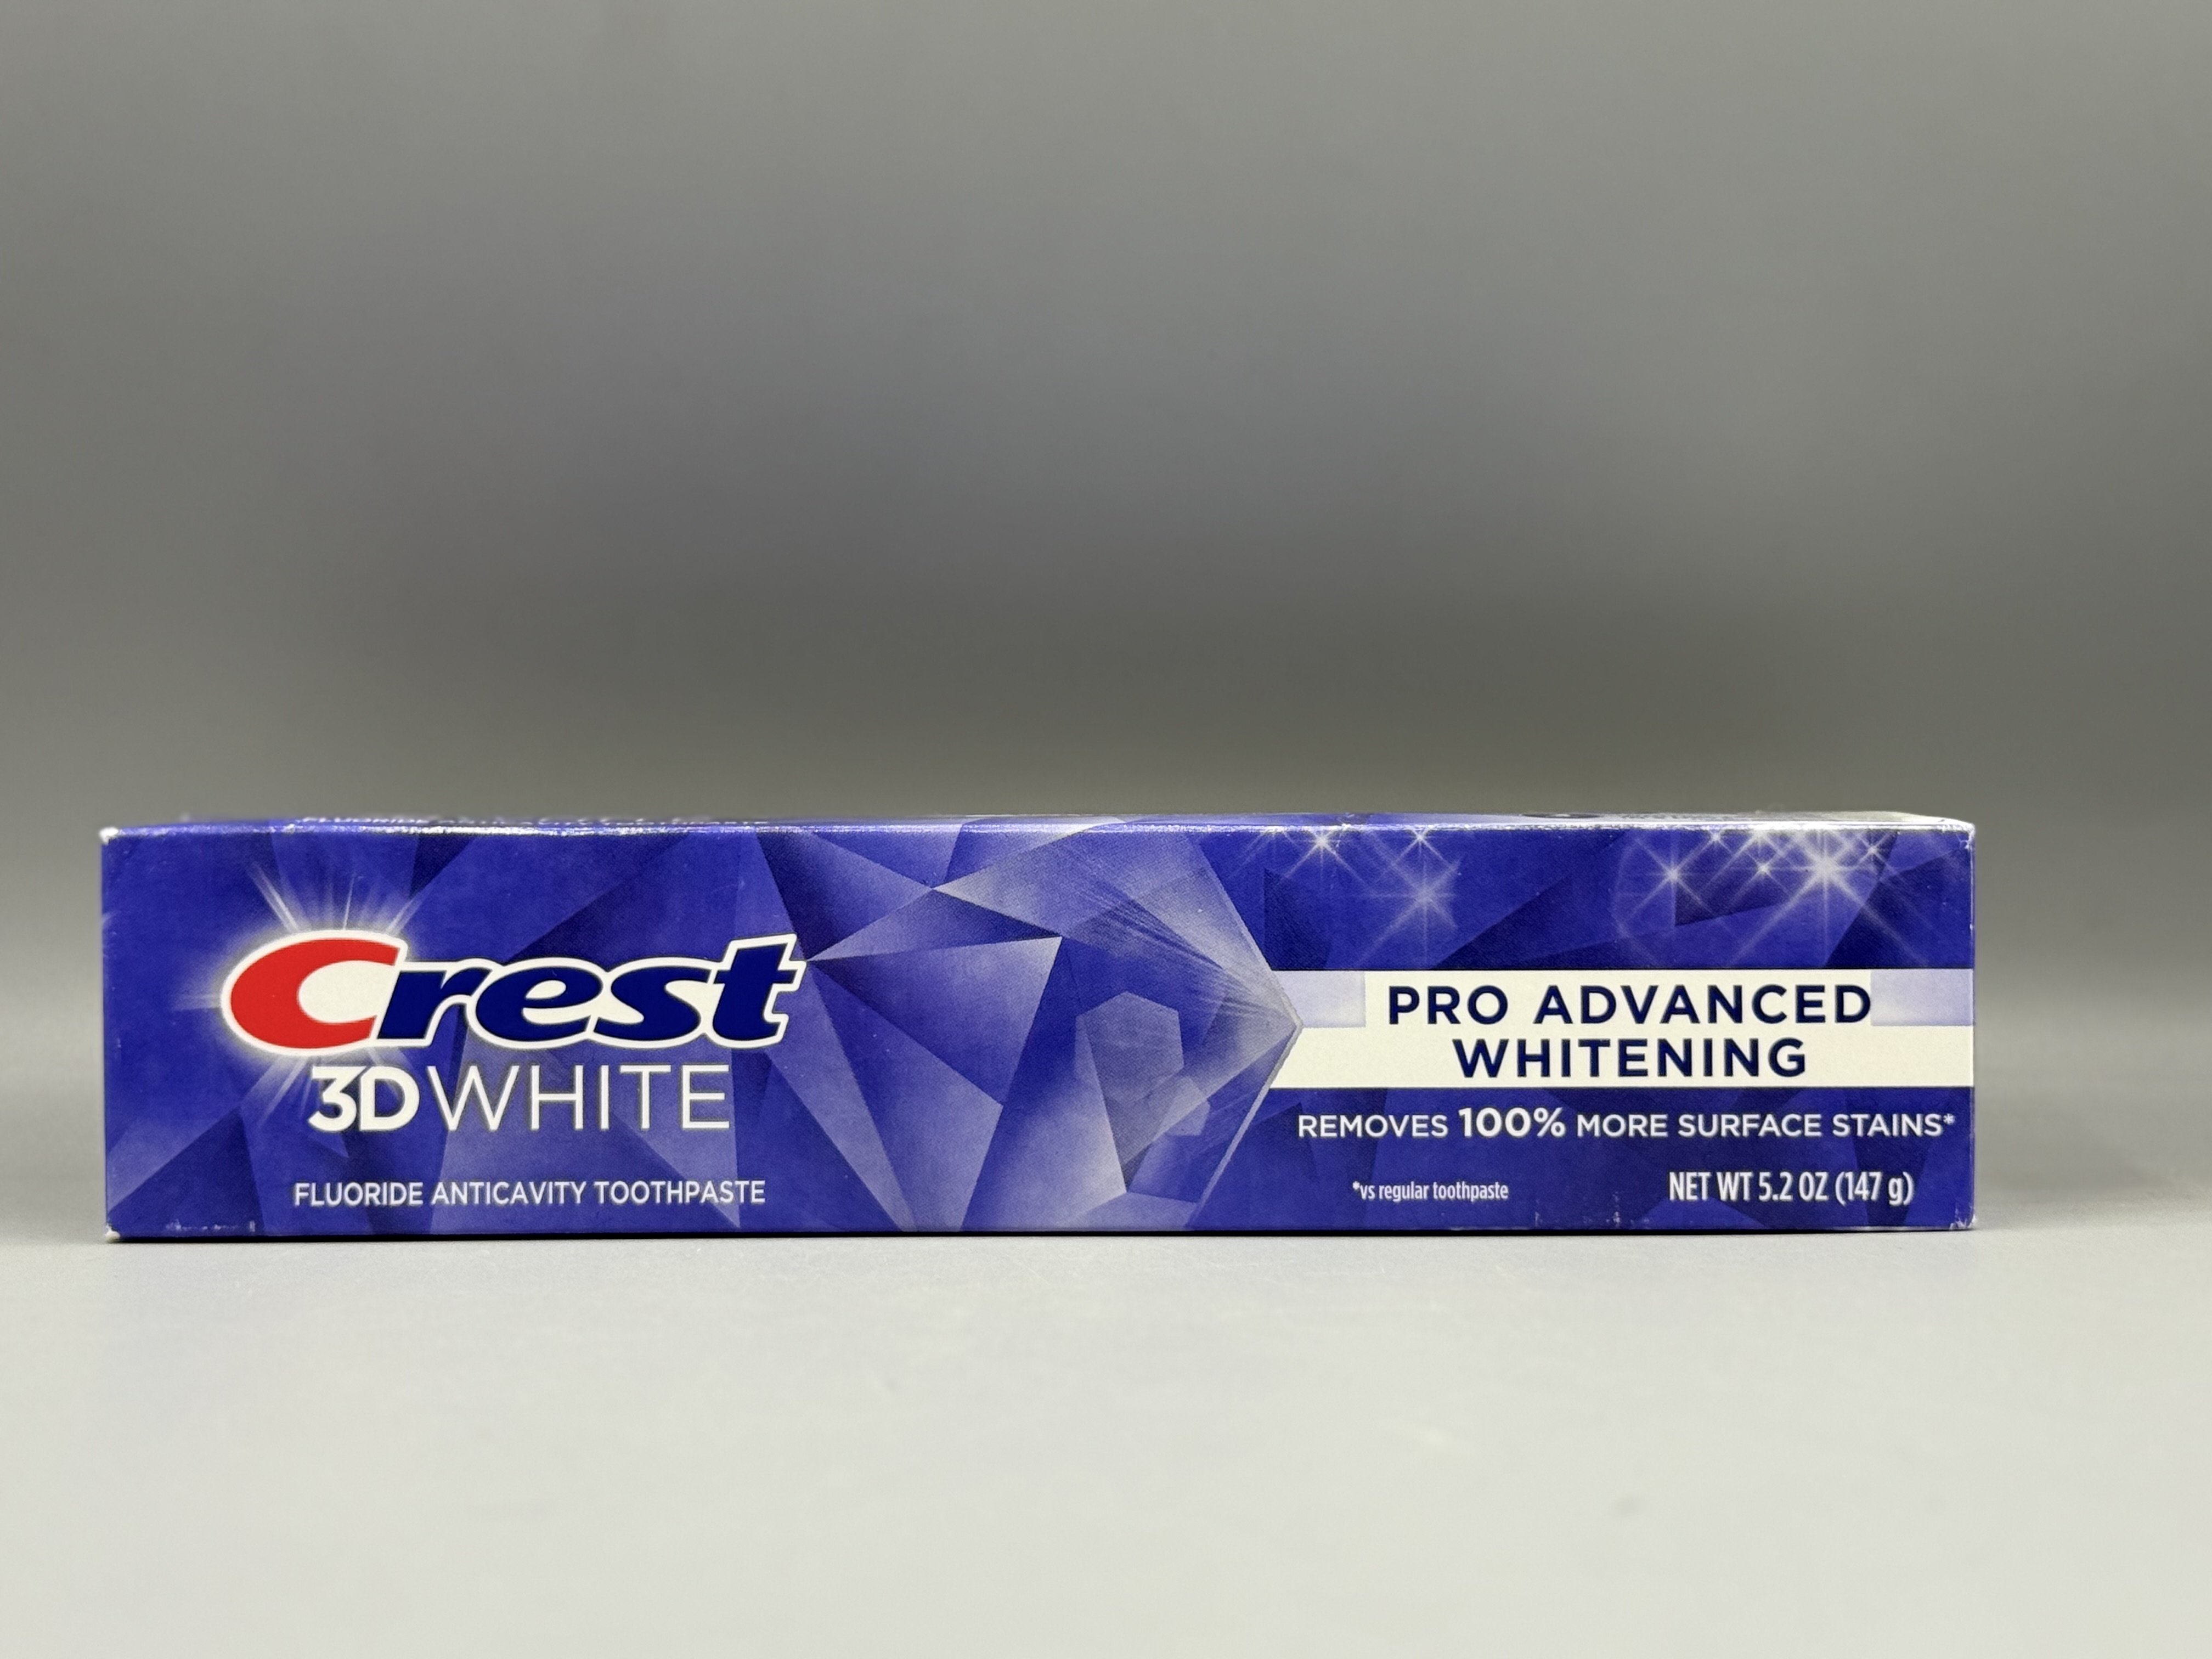 Crest
3D WHITE
FLUORIDE ANTICAVITY TOOTHPASTE
PRO ADVANCED
WHITENING
REMOVES 100% MORE SURFACE STAINS*
*vs regular toothpaste
NET WT 5.2 OZ (147 g)